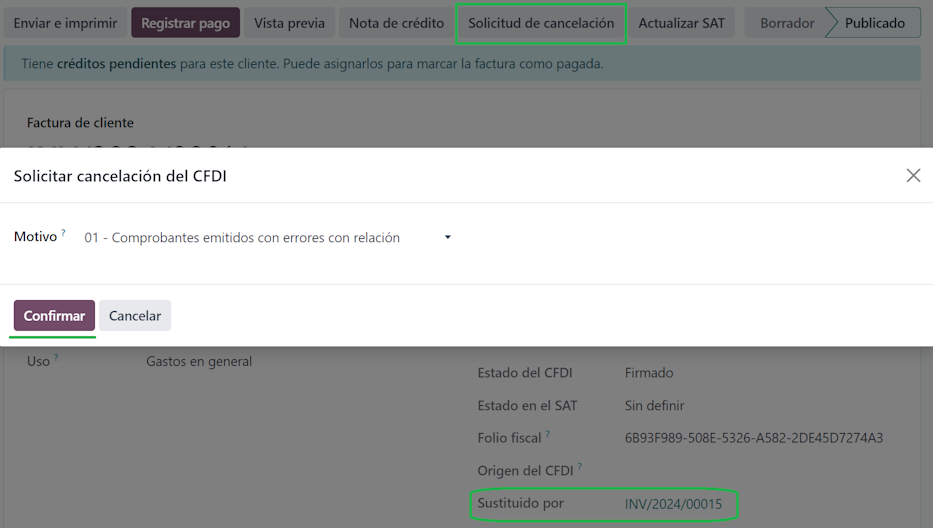 Enviar e imprimir Registrar pago Vista previa Nota de crédito Solicitud de cancelación Actualizar SAT Borrador Publicado
Tiene créditos pendientes para este cliente. Puede asignarlos para marcar la factura como pagada.
Factura de cliente
Solicitar cancelación del CFDI
Motivo ? 01 - Comprobantes emitidos con errores con relación
Confirmar Cancelar
Uso ? Gastos en general
Estado del CFDI Firmado
Estado en el SAT Sin definir
Folio fiscal ? 6B93F989-508E-5326-A582-2DE45D7274A3
Origen del CFDI ?
Sustituido por INV/2024/00015